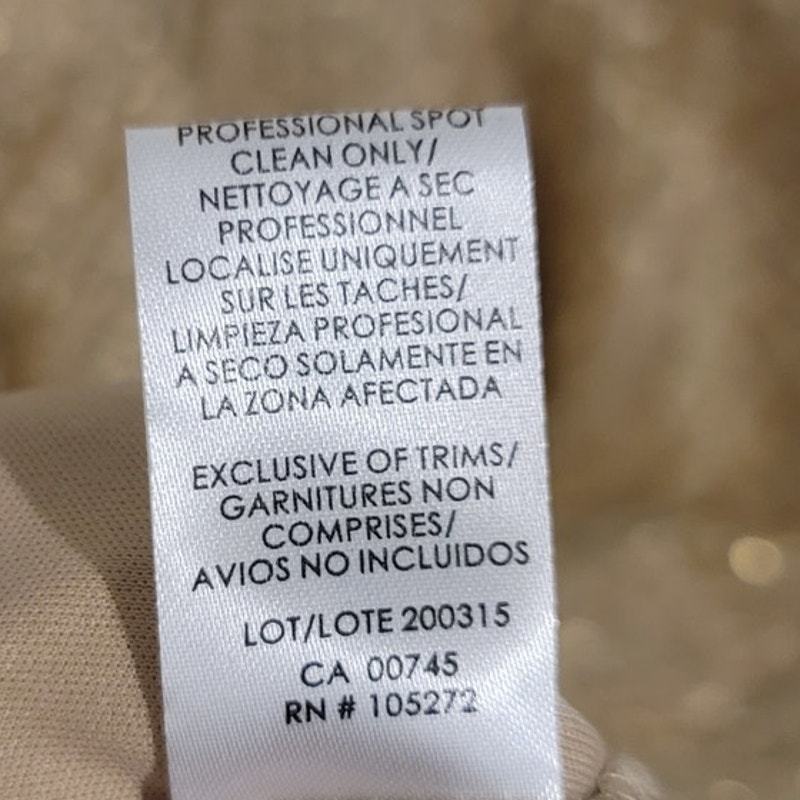 PROFESSIONAL SPOT
CLEAN ONLY/
NETTOYAGE A SEC
PROFESSIONNEL
LOCALISE UNIQUEMENT
SUR LES TACHES/
LIMPIEZA PROFESIONAL
A SECO SOLAMENTE EN
LA ZONA AFECTADA
EXCLUSIVE OF TRIMS/
GARNITURES NON
COMPRISES/
AVIOS NO INCLUIDOS
LOT/LOTE 200315
CA 00745
RN # 105272